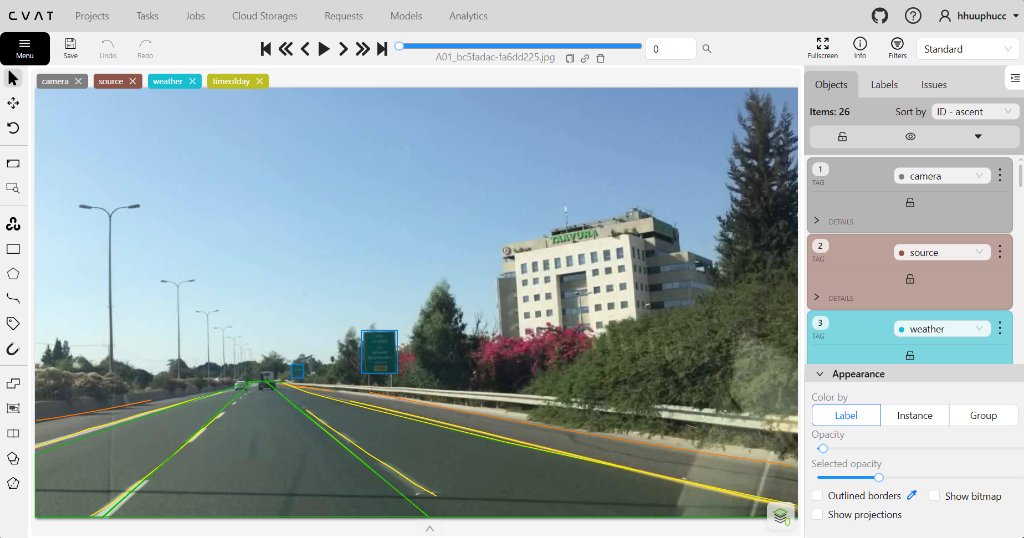 CVAT Projects Tasks Jobs Cloud Storages Requests Models Analytics hhuuphucc
Menu Save Undo Redo 0 Fullscreen Info Filters Standard
A01_bc5fadac-fa6dd225.jpg
camera source weather timeofday
Objects Labels Issues
Items: 26 Sort by ID - ascent
1 camera
TAG
DETAILS
2 source
TAG
DETAILS
3 weather
TAG
TAAVURA
Appearance
Color by
Label Instance Group
Opacity
Selected opacity
Outlined borders Show bitmap
Show projections